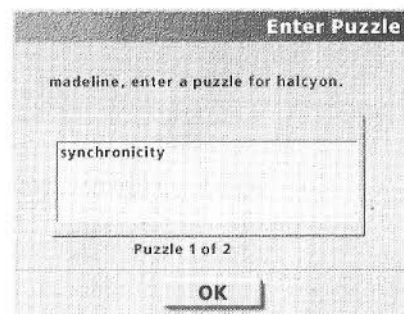 Enter Puzzle
madeline, enter a puzzle for halcyon.
synchronicity
Puzzle 1 of 2
OK